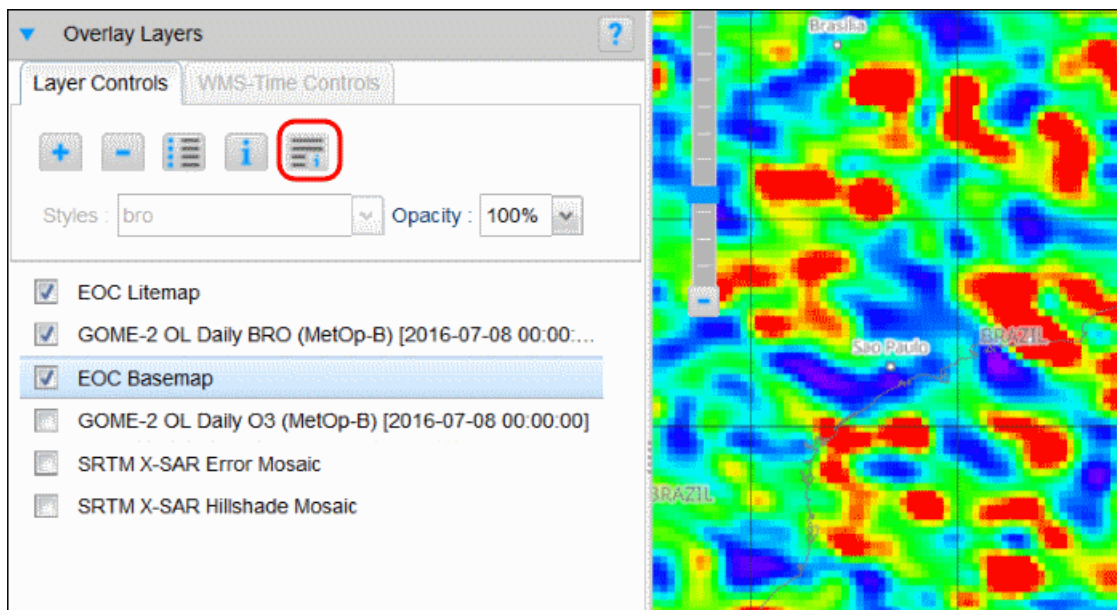 Overlay Layers
?
Layer Controls
WMS-Time Controls
Styles : bro
Opacity : 100%
EOC Litemap
GOME-2 OL Daily BRO (MetOp-B) [2016-07-08 00:00:...
EOC Basemap
GOME-2 OL Daily O3 (MetOp-B) [2016-07-08 00:00:00]
SRTM X-SAR Error Mosaic
SRTM X-SAR Hillshade Mosaic
Brasilia
BRAZIL
Sao Paulo
BRAZIL